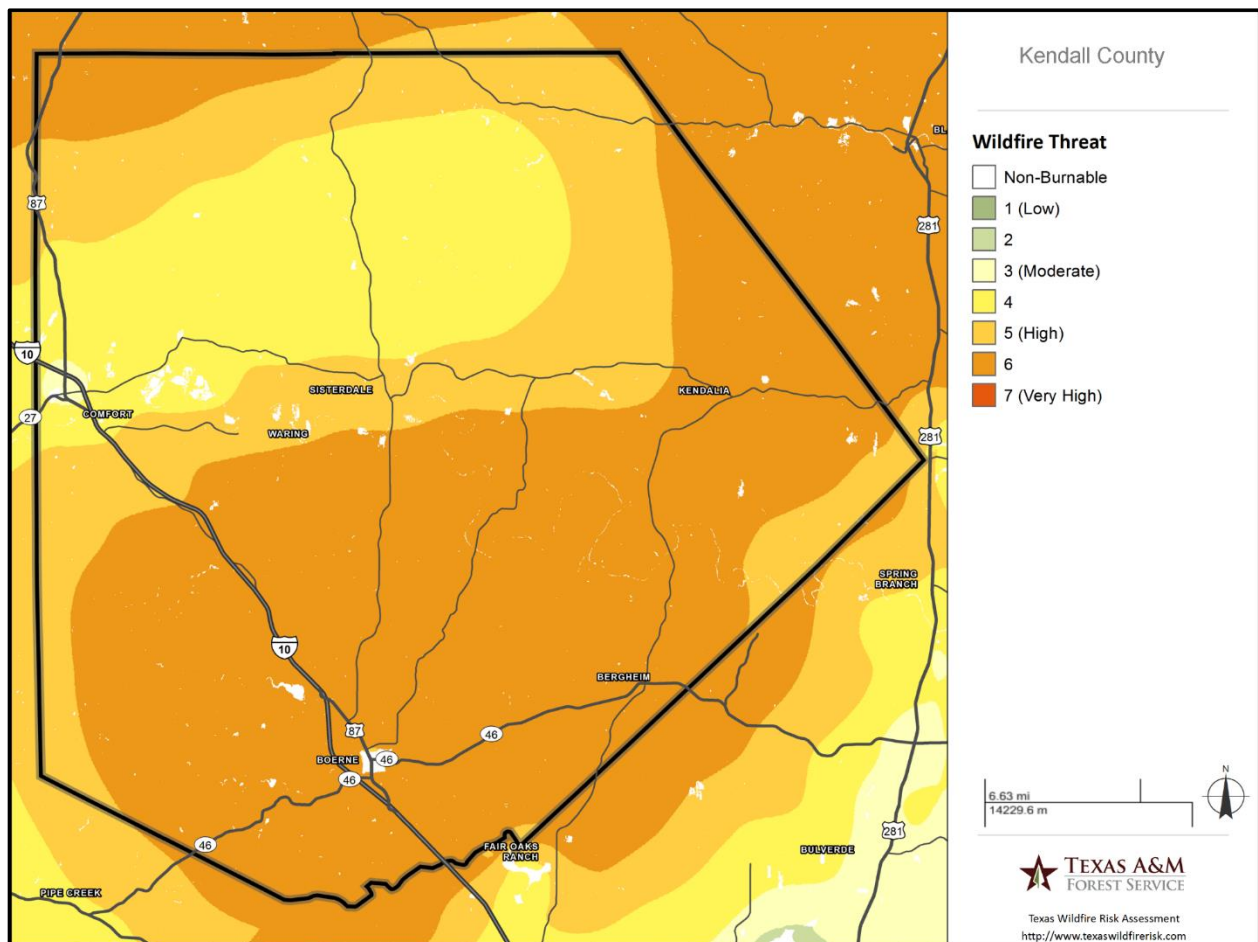 Kendall County
Wildfire Threat
Non-Burnable
1 (Low)
2
3 (Moderate)
4
5 (High)
6
7 (Very High)
BL
87
281
10
SISTERDALE
KENDALIA
27
COMFORT
WARING
281
SPRING
BRANCH
10
BERGHEIM
87
46
BOERNE
46
46
46
FAIR OAKS
RANCH
BULVERDE
281
PIPE CREEK
N
6.63 mi
14229.6 m
TEXAS A&M
FOREST SERVICE
Texas Wildfire Risk Assessment
http://www.texaswildfirerisk.com